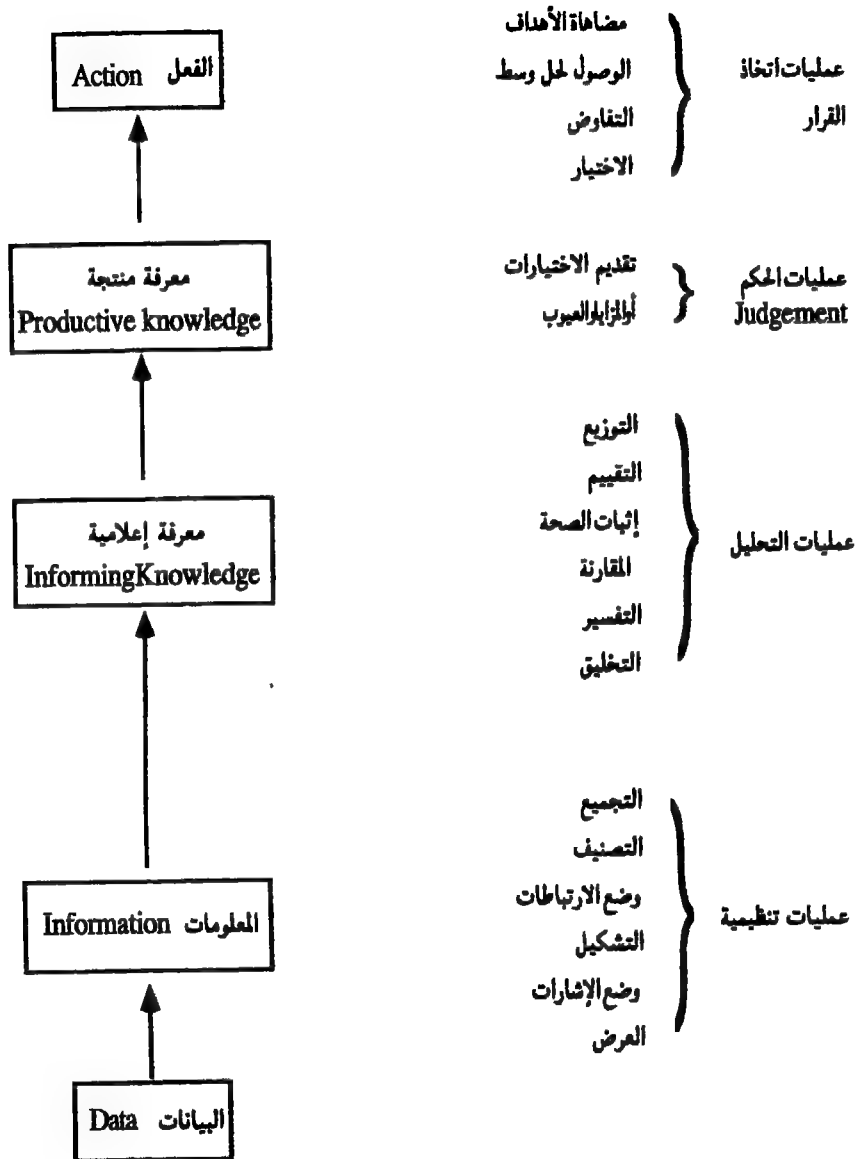 مضاهاة الأهداف
الفعل Action
الوصول لحل وسط
عمليات اتخاذ
التفاوض
القرار
الاختيار
معرفة منتجة
Productive knowledge
تقديم الاختيارات
أو المزايا والعيوب
عمليات الحكم
Judgement
التوزيع
التقييم
معرفة إعلامية
InformingKnowledge
إثبات الصحة
المقارنة
عمليات التحليل
التفسير
التخليق
التجميع
التصنيف
المعلومات Information
وضع الارتباطات
عمليات تنظيمية
التشكيل
وضع الإشارات
العرض
البيانات Data